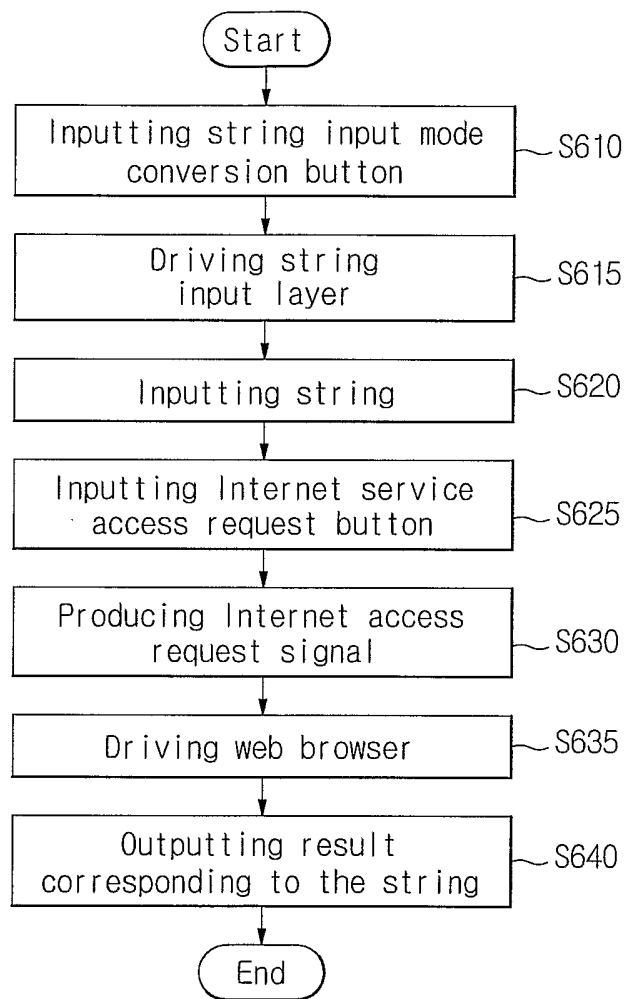 Start
Inputting string input mode
conversion button
S610
Driving string
input layer
S615
Inputting string
S620
Inputting Internet service
access request button
S625
Producing Internet access
request signal
S630
Driving web browser
S635
Outputting result
corresponding to the string
S640
End